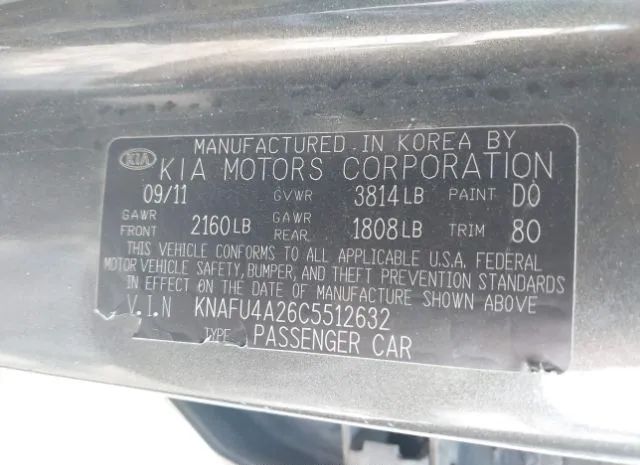 MANUFACTURED IN KOREA BY
KIA KIA MOTORS CORPORATION
09/11 GVWR 3814LB PAINT D0
GAWR FRONT 2160LB GAWR REAR 1808LB TRIM 80
THIS VEHICLE CONFORMS TO ALL APPLICABLE U.S.A. FEDERAL
MOTOR VEHICLE SAFETY, BUMPER, AND THEFT PREVENTION STANDARDS
IN EFFECT ON THE DATE OF MANUFACTURE SHOWN ABOVE
V.I.N KNAFU4A26C5512632
TYPE PASSENGER CAR